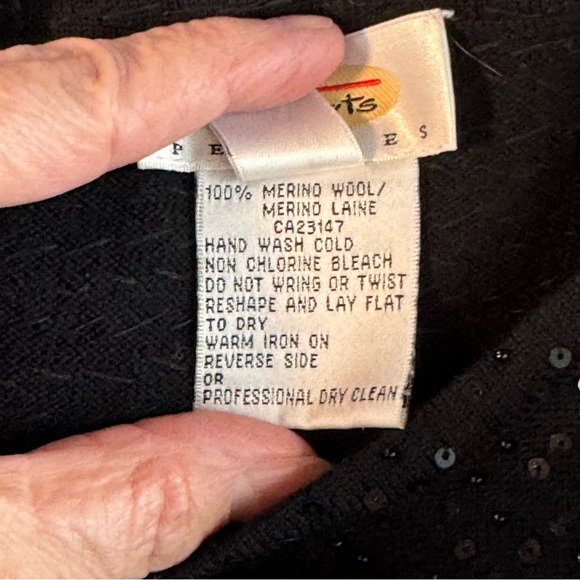 P E E S
100% MERINO WOOL/
MERINO LAINE
CA23147
HAND WASH COLD
NON CHLORINE BLEACH
DO NOT WRING OR TWIST
RESHAPE AND LAY FLAT
TO DRY
WARM IRON ON
REVERSE SIDE
OR
PROFESSIONAL DRY CLEAN